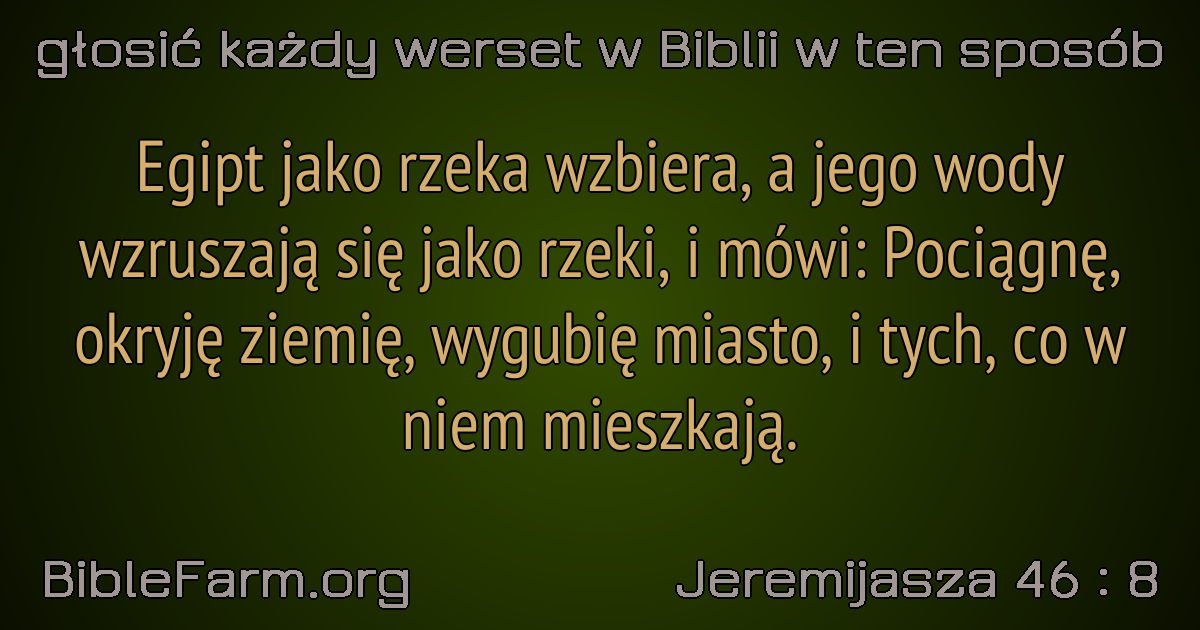 głosić każdy werset w Biblii w ten sposób
Egipt jako rzeka wzbiera, a jego wody
wzruszają się jako rzeki, i mówi: Pociągnę,
okryję ziemię, wygubię miasto, i tych, co w
niem mieszkają.
BibleFarm.org
Jeremijasza 46 : 8